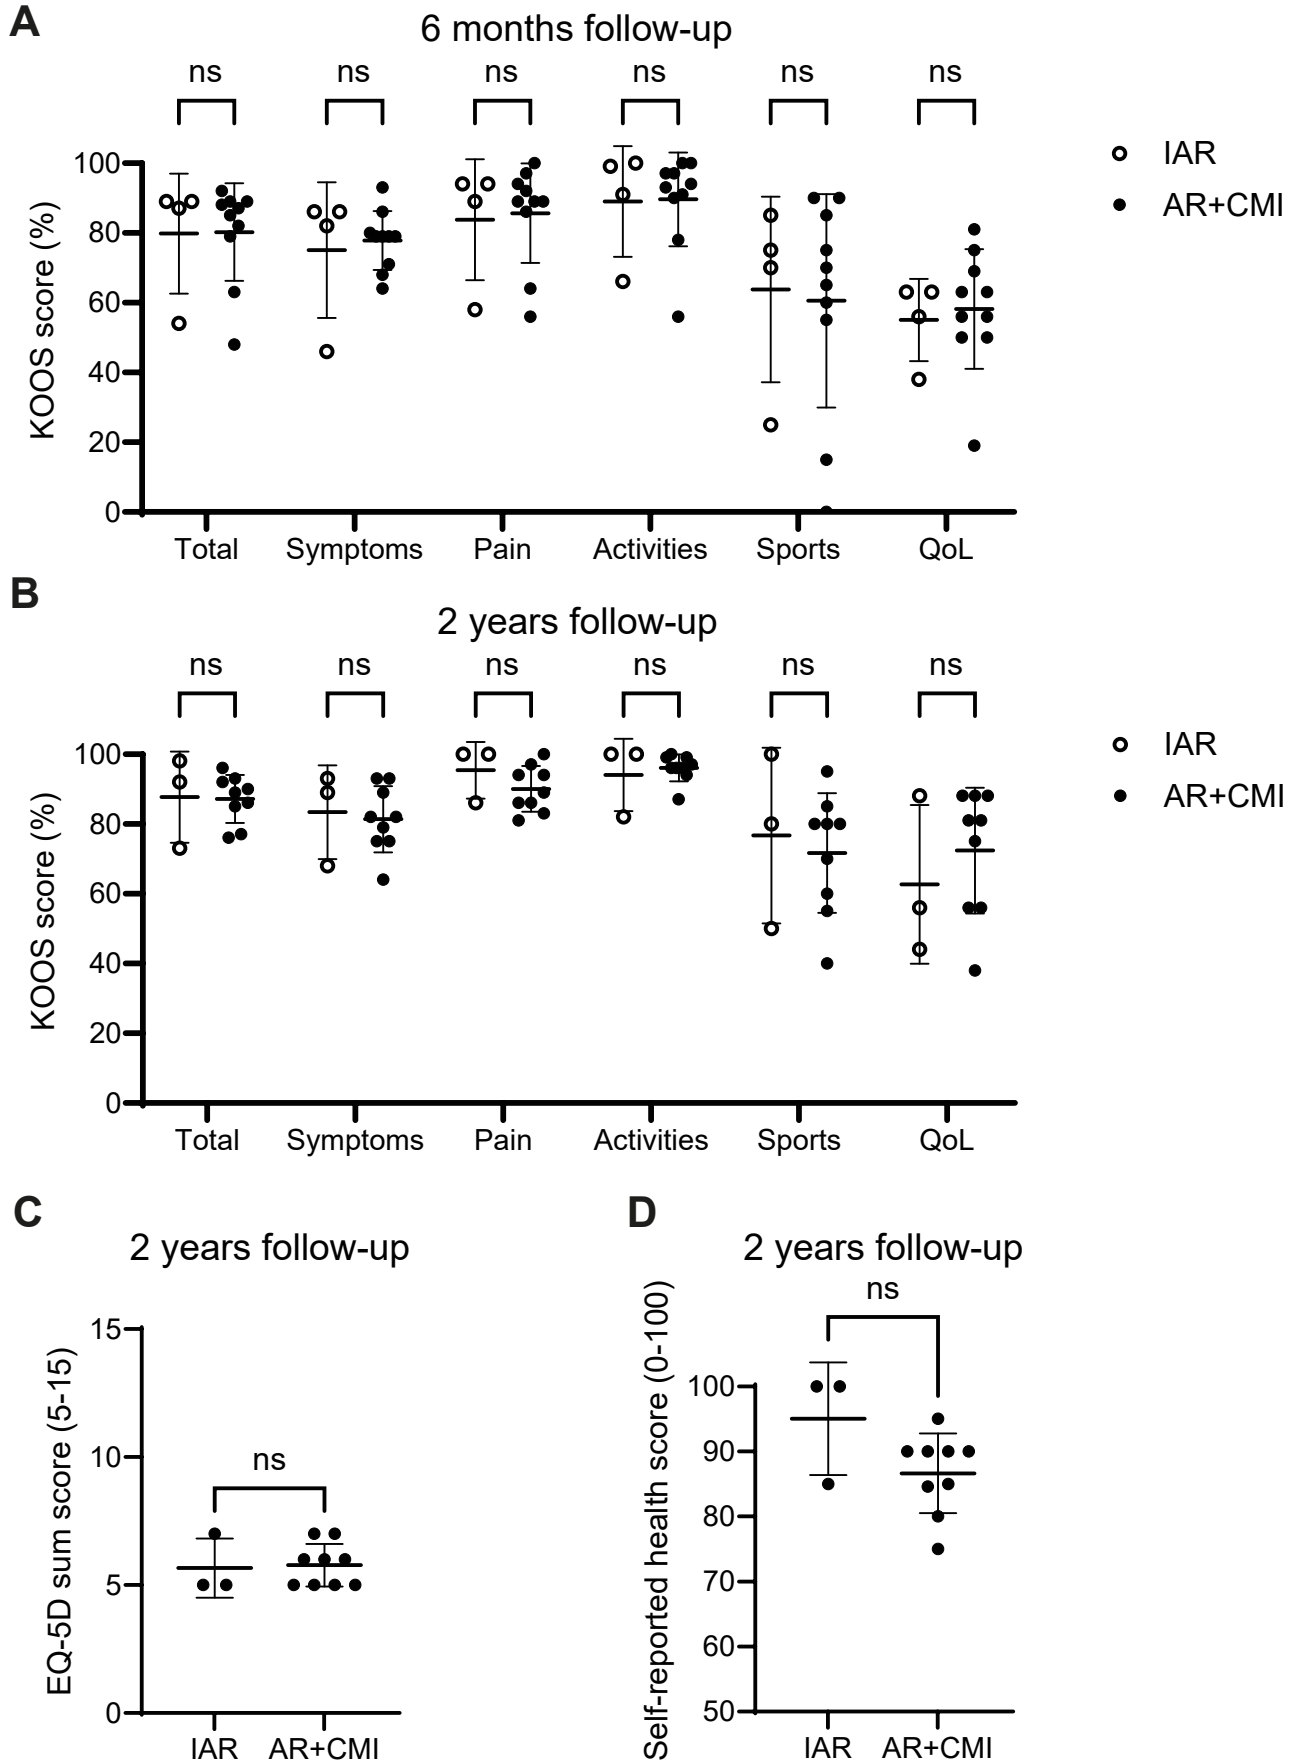 A
6 months follow-up
ns ns ns ns ns ns
KOOS score (%)
100
80
60
40
20
0
Total Symptoms Pain Activities Sports QoL
IAR
AR+CMI
B
2 years follow-up
ns ns ns ns ns ns
KOOS score (%)
100
80
60
40
20
0
Total Symptoms Pain Activities Sports QoL
IAR
AR+CMI
C
2 years follow-up
ns
EQ-5D sum score (5-15)
15
10
5
0
IAR AR+CMI
D
2 years follow-up
ns
Self-reported health score (0-100)
100
90
80
70
60
50
IAR AR+CMI